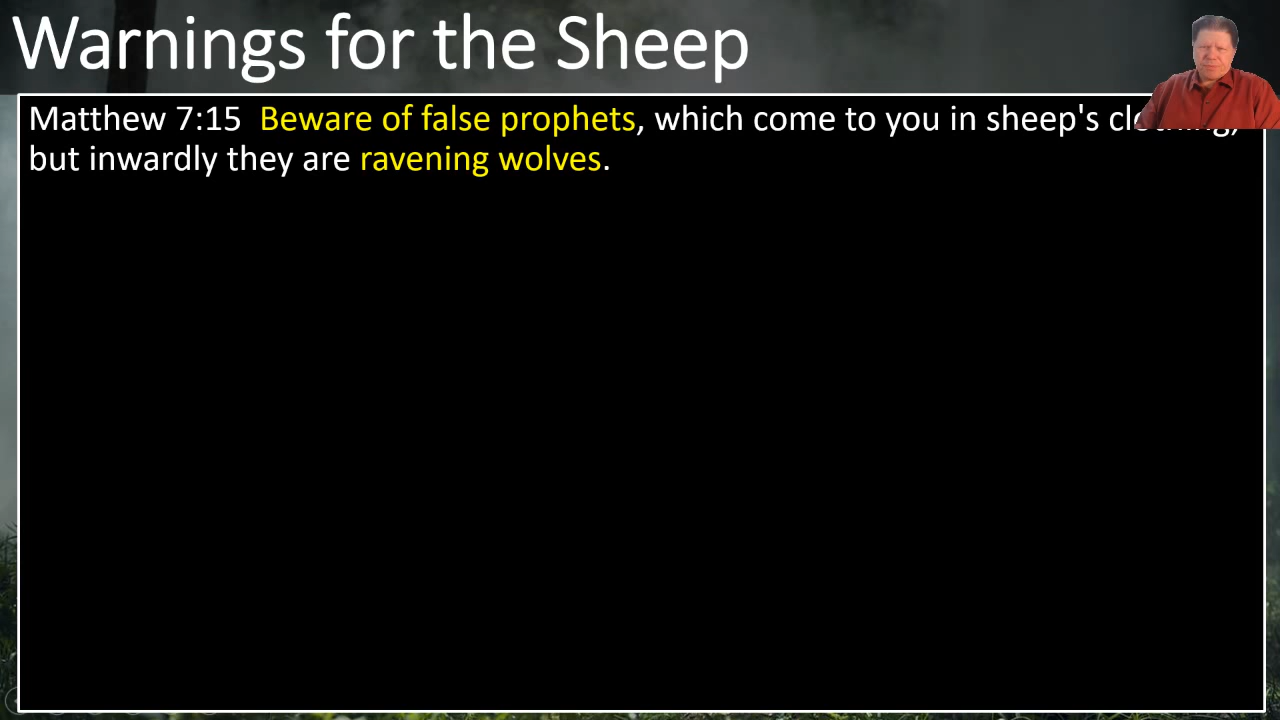 Warnings for the Sheep
Matthew 7:15  Beware of false prophets, which come to you in sheep's clothing,
but inwardly they are ravening wolves.